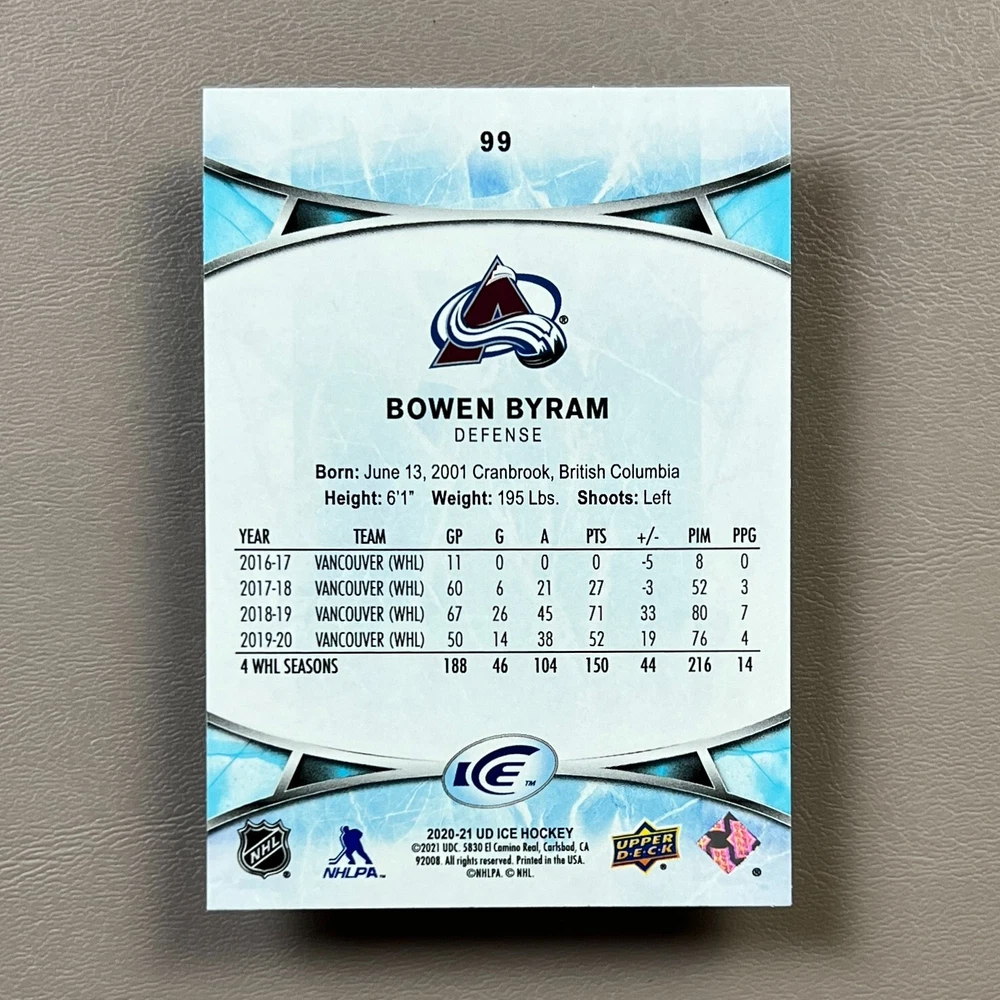 99
A ®
BOWEN BYRAM
DEFENSE
Born: June 13, 2001 Cranbrook, British Columbia
Height: 6'1" Weight: 195 Lbs. Shoots: Left
YEAR TEAM GP G A PTS +/- PIM PPG
2016-17 VANCOUVER (WHL) 11 0 0 0 -5 8 0
2017-18 VANCOUVER (WHL) 60 6 21 27 -3 52 3
2018-19 VANCOUVER (WHL) 67 26 45 71 33 80 7
2019-20 VANCOUVER (WHL) 50 14 38 52 19 76 4
4 WHL SEASONS 188 46 104 150 44 216 14
ICE ™
NHL ®
NHLPA ™
2020-21 UD ICE HOCKEY
©2021 UDC. 5830 El Camino Real, Carlsbad, CA
92008. All rights reserved. Printed in the USA.
©NHLPA. © NHL.
UPPER
DECK ®
®